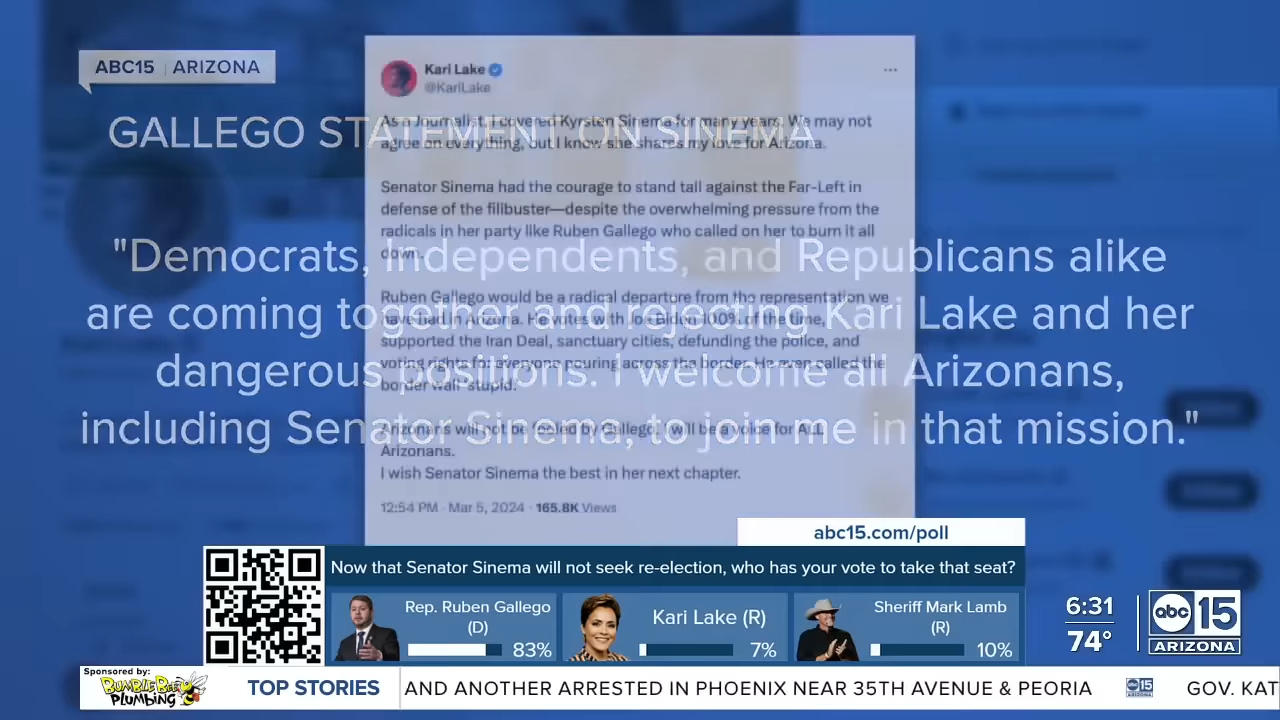 ABC15 | ARIZONA
GALLEGO STATEMENT ON SINEMA
"Democrats, Independents, and Republicans alike
are coming together and rejecting Kari Lake and her
dangerous positions. I welcome all Arizonans,
including Senator Sinema, to join me in that mission."
Kari Lake
@KariLake
As a Journalist, I covered Kyrsten Sinema for many years. We may not
agree on everything, but I know she shares my love for Arizona.
Senator Sinema had the courage to stand tall against the Far-Left in
defense of the filibuster—despite the overwhelming pressure from the
radicals in her party like Ruben Gallego who called on her to burn it all
down.
Ruben Gallego would be a radical departure from the representation we
have had in Arizona. He votes with Joe Biden 100% of the time,
supported the Iran Deal, sanctuary cities, defunding the police, and
voting rights for everyone pouring across the border. He even called the
border wall "stupid."
Arizonans will not be fooled by Gallego. I will be a voice for ALL
Arizonans.
I wish Senator Sinema the best in her next chapter.
12:54 PM · Mar 5, 2024 · 165.8K Views
abc15.com/poll
Now that Senator Sinema will not seek re-election, who has your vote to take that seat?
Rep. Ruben Gallego
(D)
83%
Kari Lake (R)
7%
Sheriff Mark Lamb
(R)
10%
6:31
74°
abc 15
ARIZONA
Sponsored by:
BUMBLE BEE
PLUMBING
TOP STORIES
AND ANOTHER ARRESTED IN PHOENIX NEAR 35TH AVENUE & PEORIA
abc 15
ARIZONA
GOV. KAT